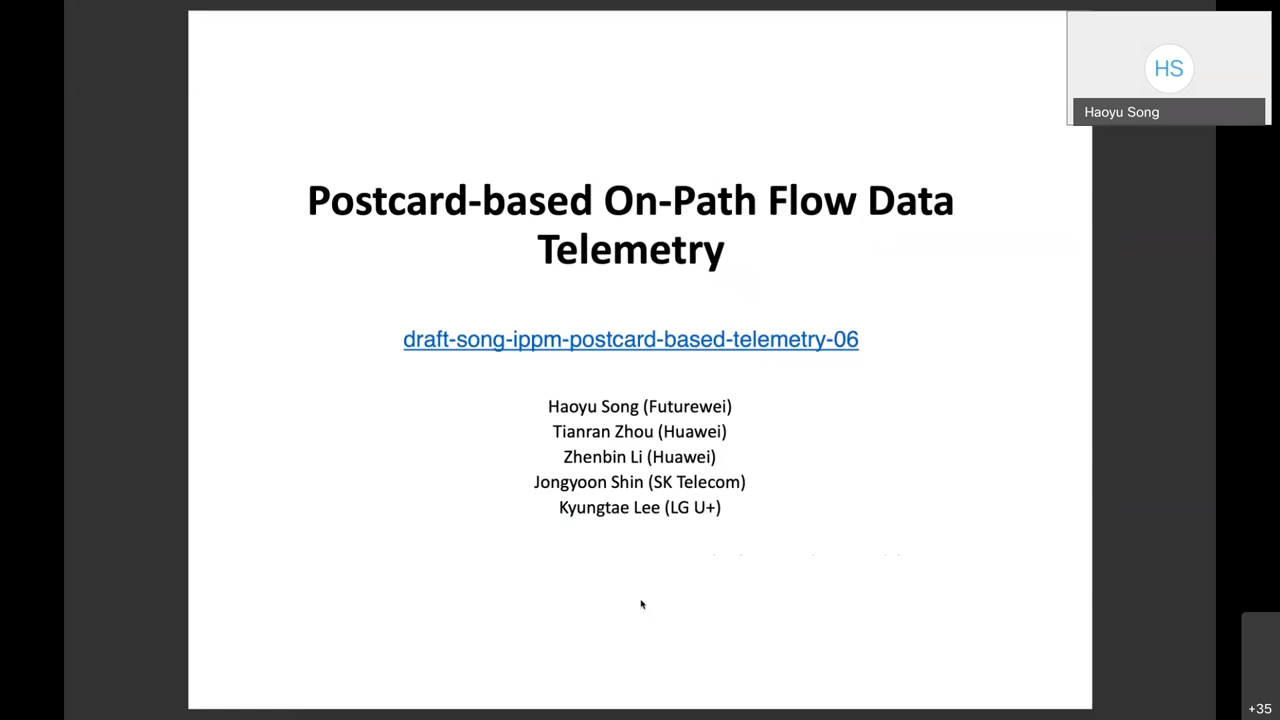 HS
Haoyu Song
Postcard-based On-Path Flow Data
Telemetry
draft-song-ippm-postcard-based-telemetry-06
Haoyu Song (Futurewei)
Tianran Zhou (Huawei)
Zhenbin Li (Huawei)
Jongyoon Shin (SK Telecom)
Kyungtae Lee (LG U+)
+35